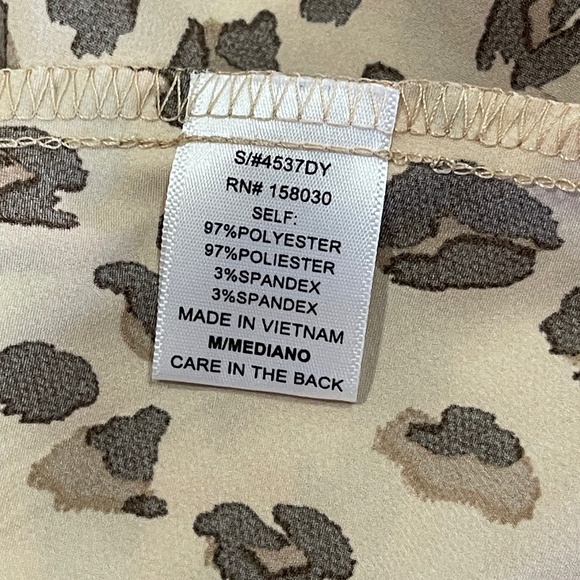 S/#4537DY
RN# 158030
SELF:
97%POLYESTER
97%POLIESTER
3%SPANDEX
3%SPANDEX
MADE IN VIETNAM
M/MEDIANO
CARE IN THE BACK